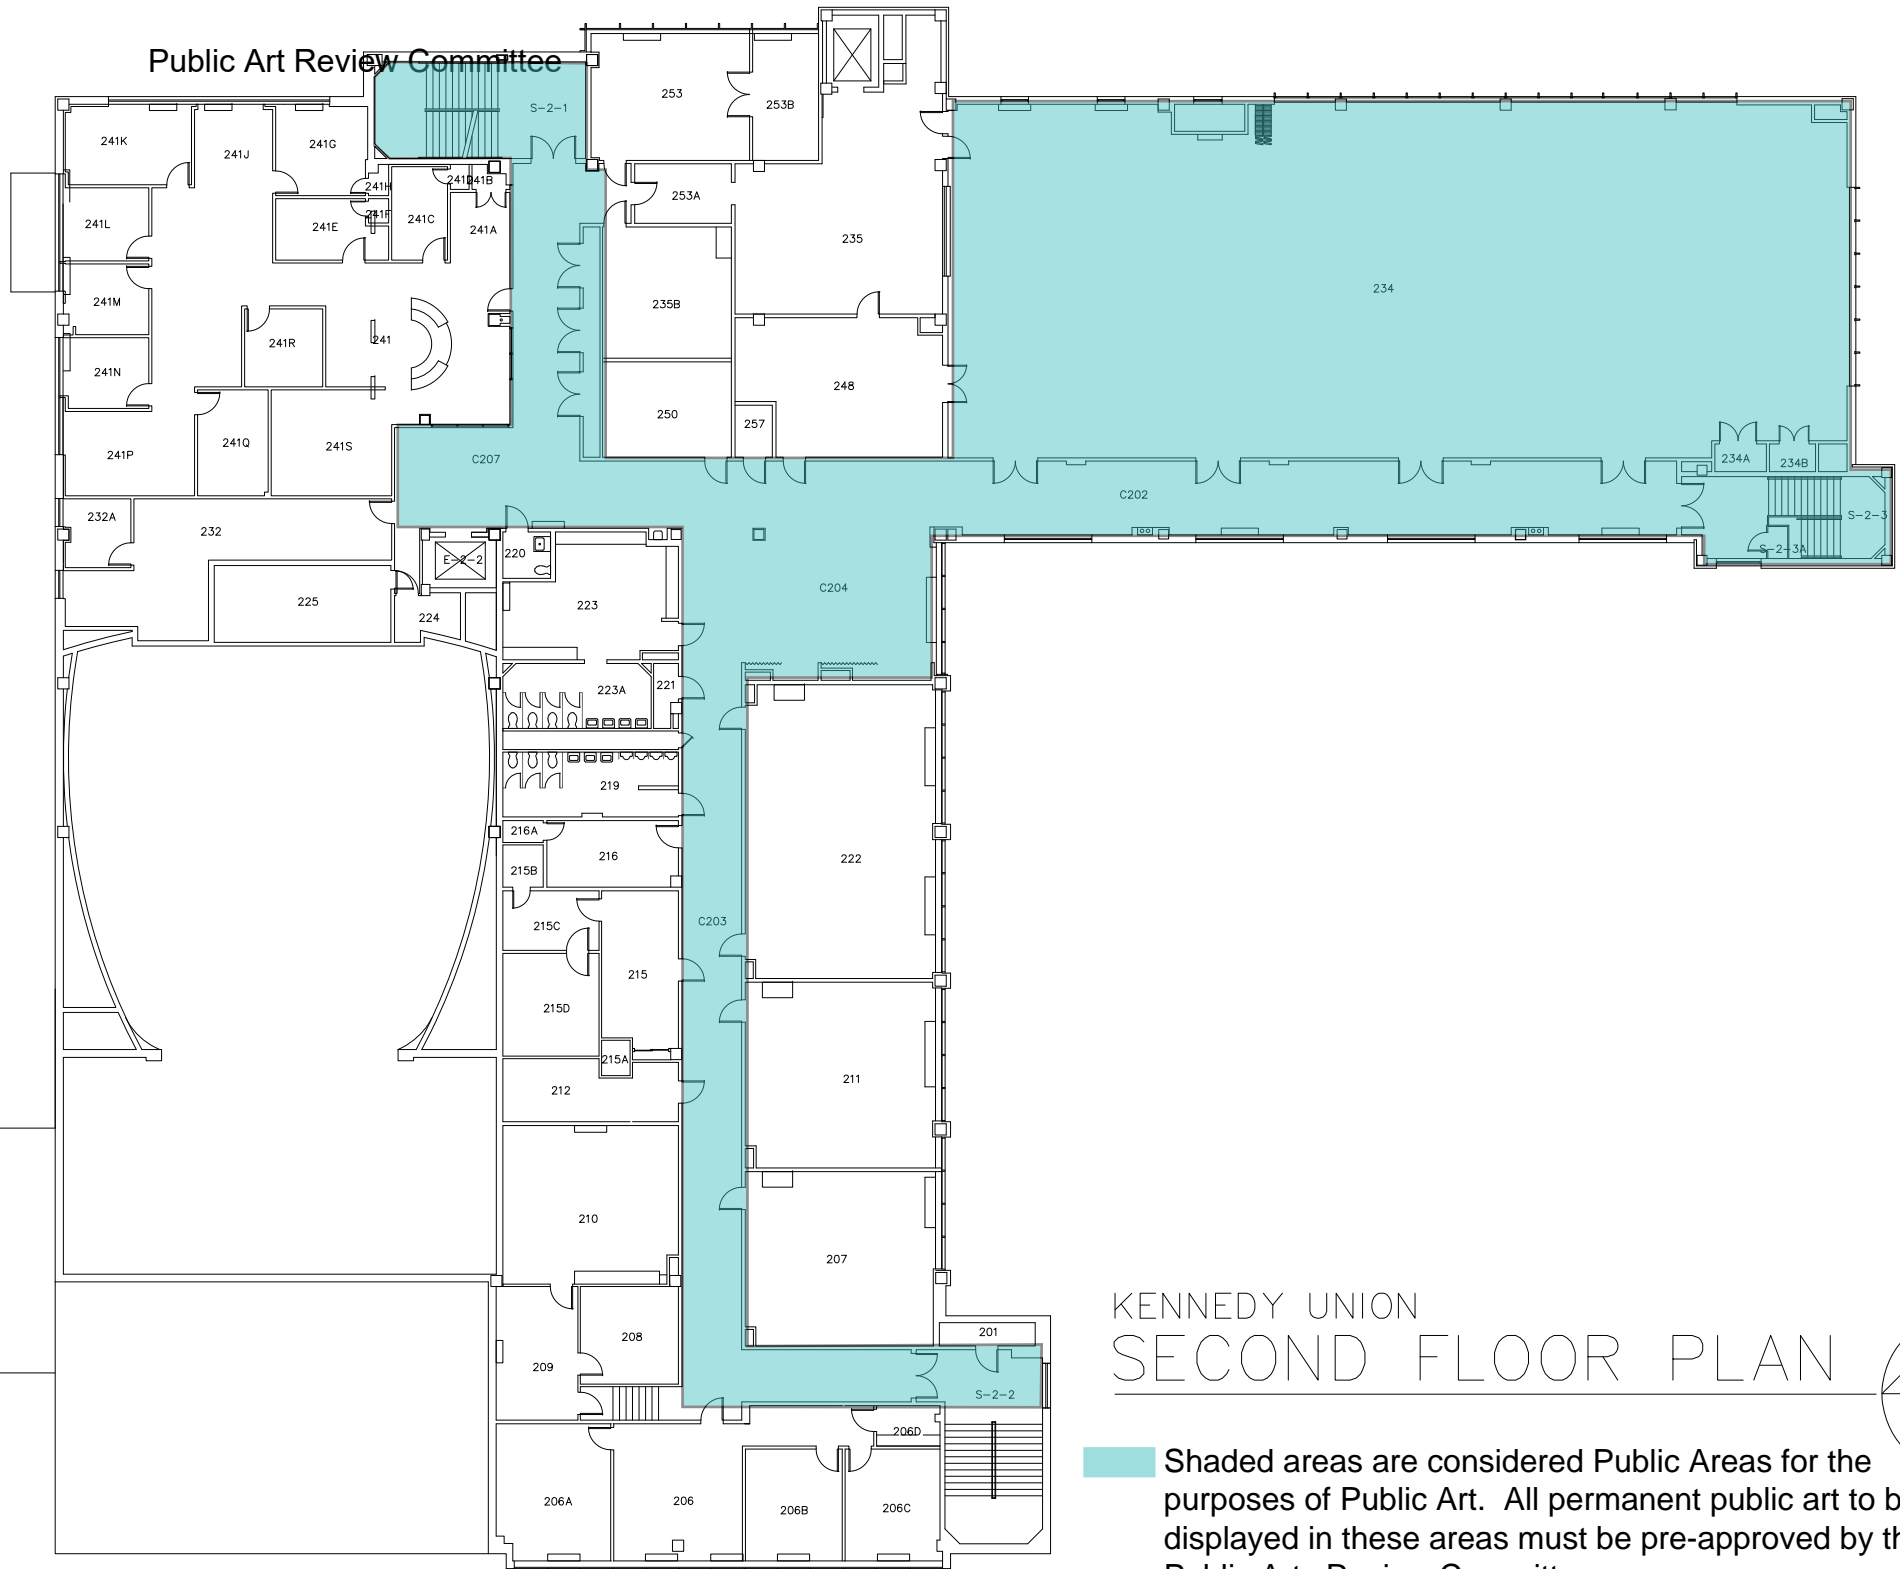 Public Art Review Committee
S-2-1
253
253B
241K
241J
241G
241H
241B
241C
241F
241L
241E
241A
253A
235
234
241M
235B
241R
241
241N
248
250
257
241Q
241S
241P
C207
234A
234B
C202
232A
232
S-2-3
220
E-2-2
S-2-3A
C204
225
223
224
223A
221
219
216A
216
222
215B
C203
215C
215
215D
215A
211
212
210
207
201
208
209
S-2-2
206D
206A
206
206B
206C
KENNEDY UNION
SECOND FLOOR PLAN
Shaded areas are considered Public Areas for the
purposes of Public Art. All permanent public art to b
displayed in these areas must be pre-approved by th